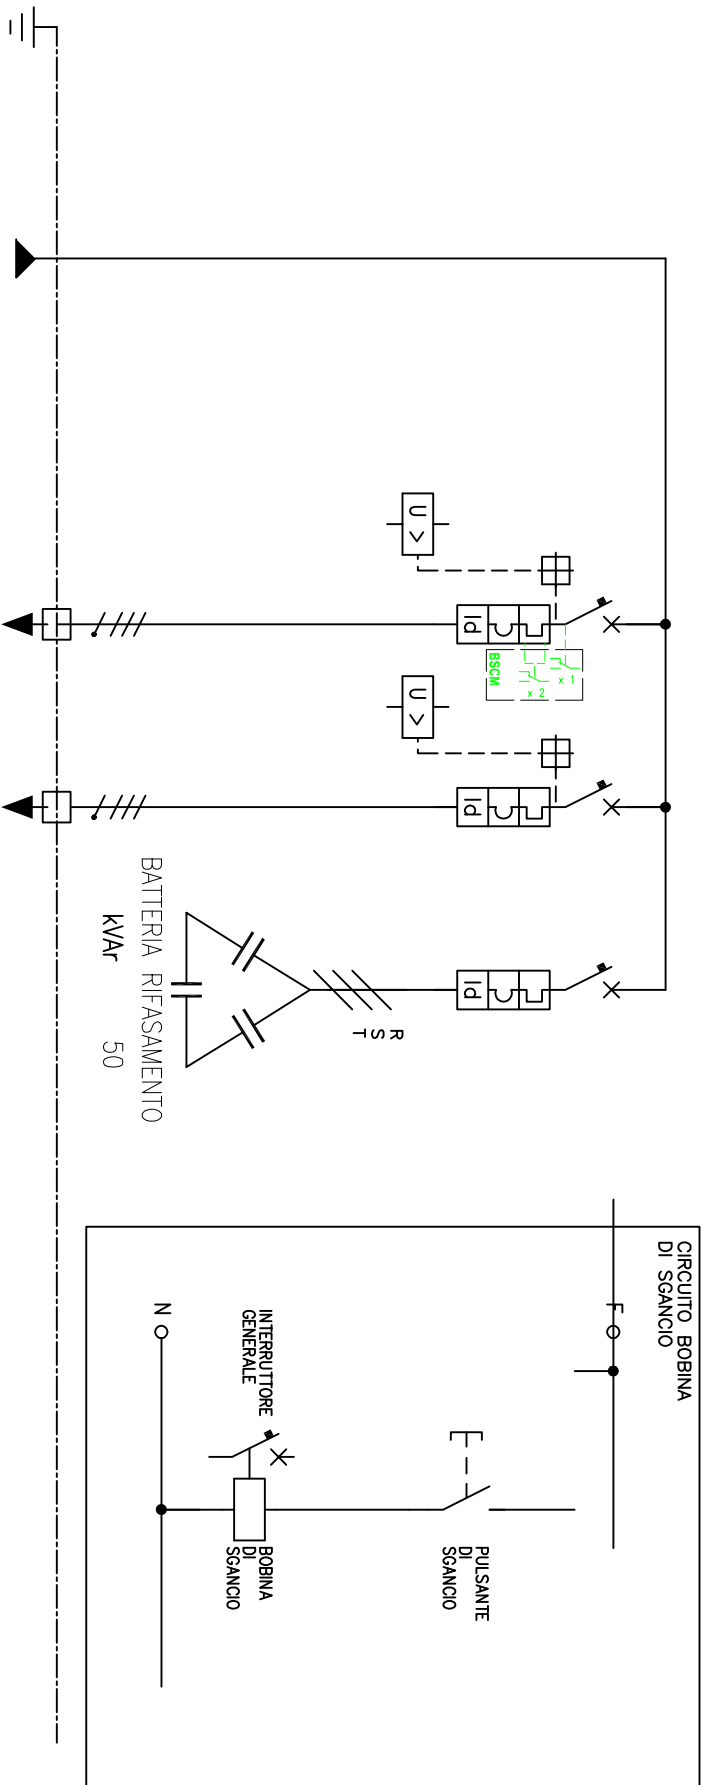 CIRCUITO BOBINA
DI SGANCIO
F
U >
Id
BSCM
x 1
x 2
U >
Id
Id
R
S
T
BATTERIA RIFASAMENTO
kVAr 50
PULSANTE
DI
SGANCIO
INTERRUTTORE
GENERALE
BOBINA
DI
SGANCIO
N